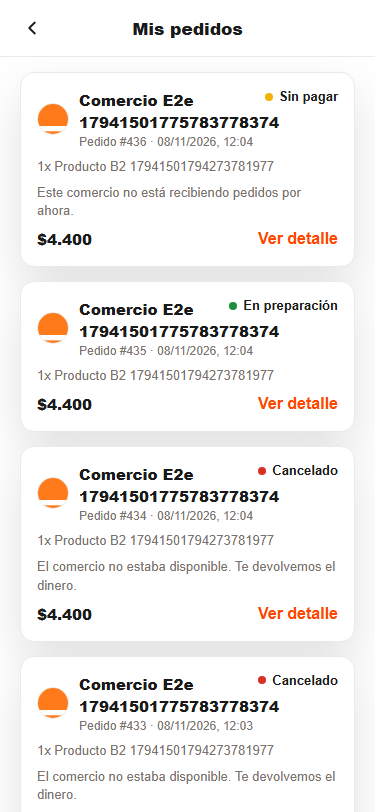 Mis pedidos
Comercio E2e
17941501775783778374
Sin pagar
Pedido #436 · 08/11/2026, 12:04
1x Producto B2 17941501794273781977
Este comercio no está recibiendo pedidos por
ahora.
$4.400
Ver detalle
Comercio E2e
17941501775783778374
En preparación
Pedido #435 · 08/11/2026, 12:04
1x Producto B2 17941501794273781977
$4.400
Ver detalle
Comercio E2e
17941501775783778374
Cancelado
Pedido #434 · 08/11/2026, 12:04
1x Producto B2 17941501794273781977
El comercio no estaba disponible. Te devolvemos el
dinero.
$4.400
Ver detalle
Comercio E2e
17941501775783778374
Cancelado
Pedido #433 · 08/11/2026, 12:03
1x Producto B2 17941501794273781977
El comercio no estaba disponible. Te devolvemos el
dinero.